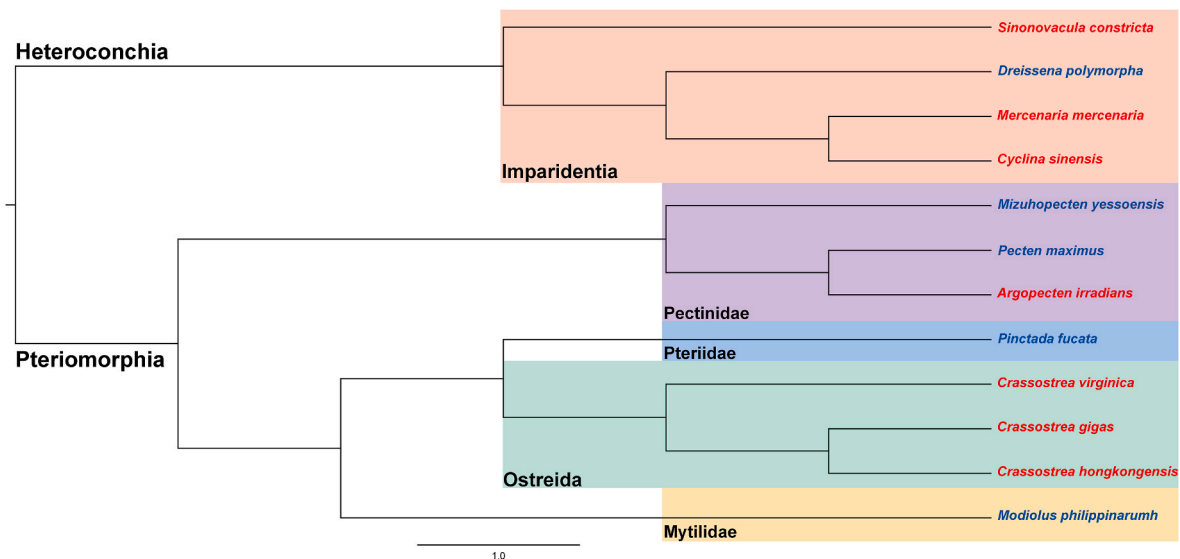 Heteroconchia
Sinonovacula constricta
Dreissena polymorpha
Mercenaria mercenaria
Cyclina sinensis
Imparidentia
Mizuhopecten yessoensis
Pecten maximus
Argopecten irradians
Pectinidae
Pteriomorphia
Pinctada fucata
Pteriidae
Crassostrea virginica
Crassostrea gigas
Crassostrea hongkongensis
Ostreida
Modiolus philippinarumh
Mytilidae
1.0